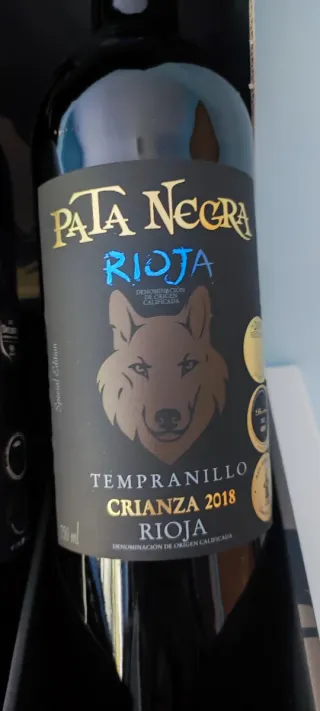 PATA NEGRA
RIOJA
DENOMINACIÓN
DE ORIGEN
CALIFICADA
Special Edition
TEMPRANILLO
CRIANZA 2018
RIOJA
DENOMINACIÓN DE ORIGEN CALIFICADA
750 ml